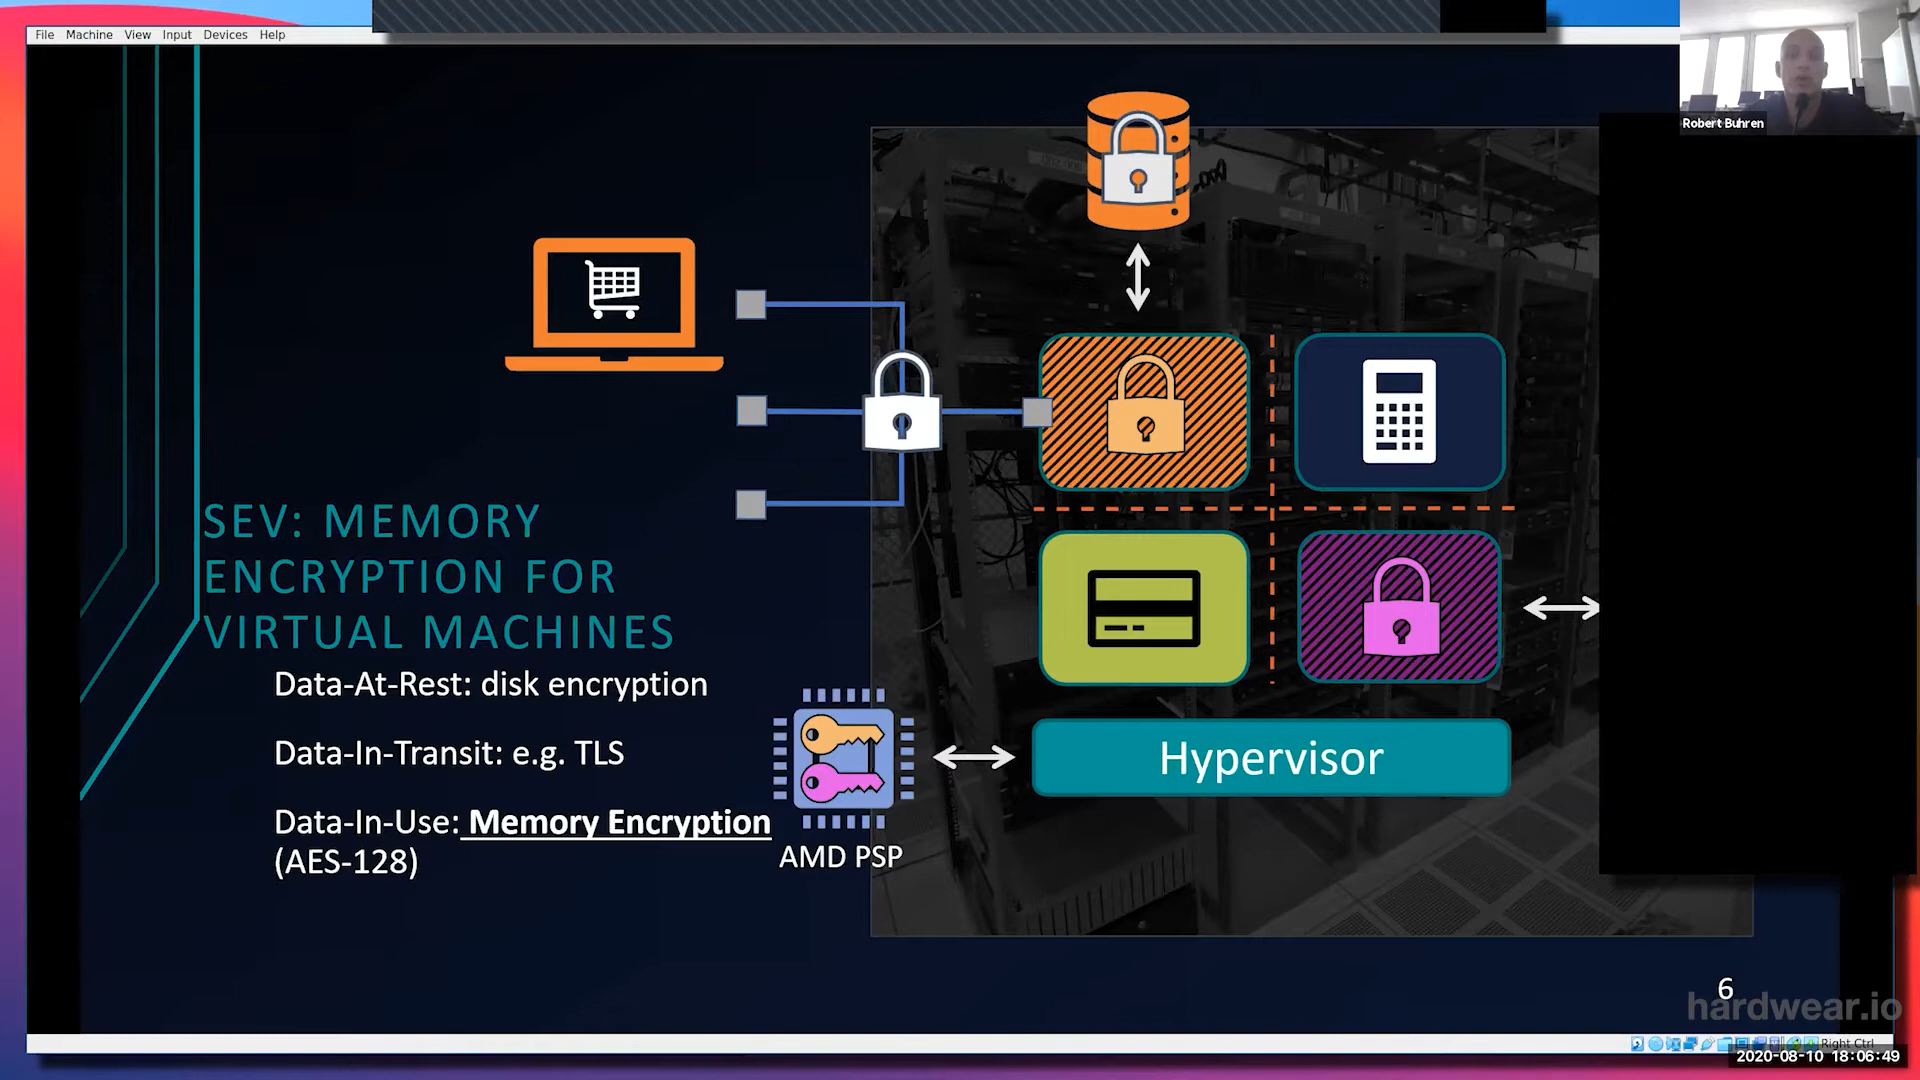 File Machine View Input Devices Help
Robert Buhren
SEV: MEMORY
ENCRYPTION FOR
VIRTUAL MACHINES
Data-At-Rest: disk encryption
Data-In-Transit: e.g. TLS
Data-In-Use: Memory Encryption
(AES-128)
AMD PSP
Hypervisor
6
hardwear.io
Right Ctrl
2020-08-10 18:06:49